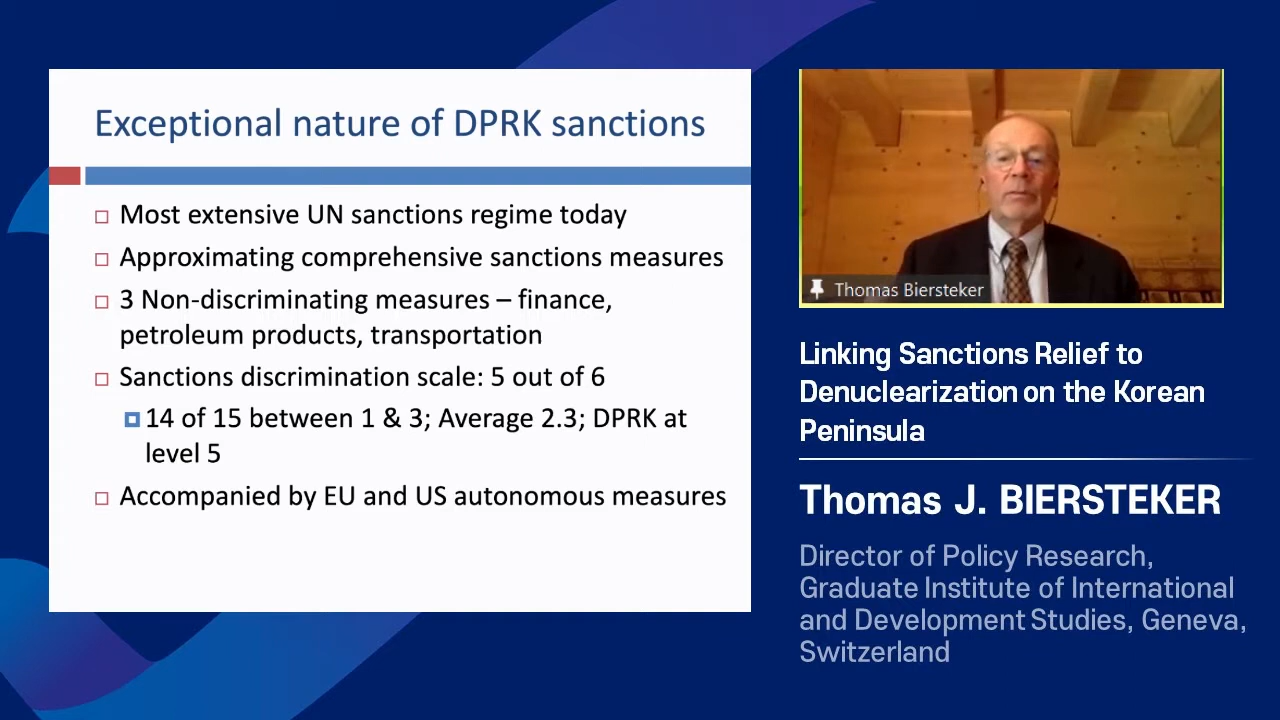 Exceptional nature of DPRK sanctions
Most extensive UN sanctions regime today
Approximating comprehensive sanctions measures
3 Non-discriminating measures – finance,
petroleum products, transportation
Sanctions discrimination scale: 5 out of 6
14 of 15 between 1 & 3; Average 2.3; DPRK at
level 5
Accompanied by EU and US autonomous measures
Thomas Biersteker
Linking Sanctions Relief to
Denuclearization on the Korean
Peninsula
Thomas J. BIERSTEKER
Director of Policy Research,
Graduate Institute of International
and Development Studies, Geneva,
Switzerland